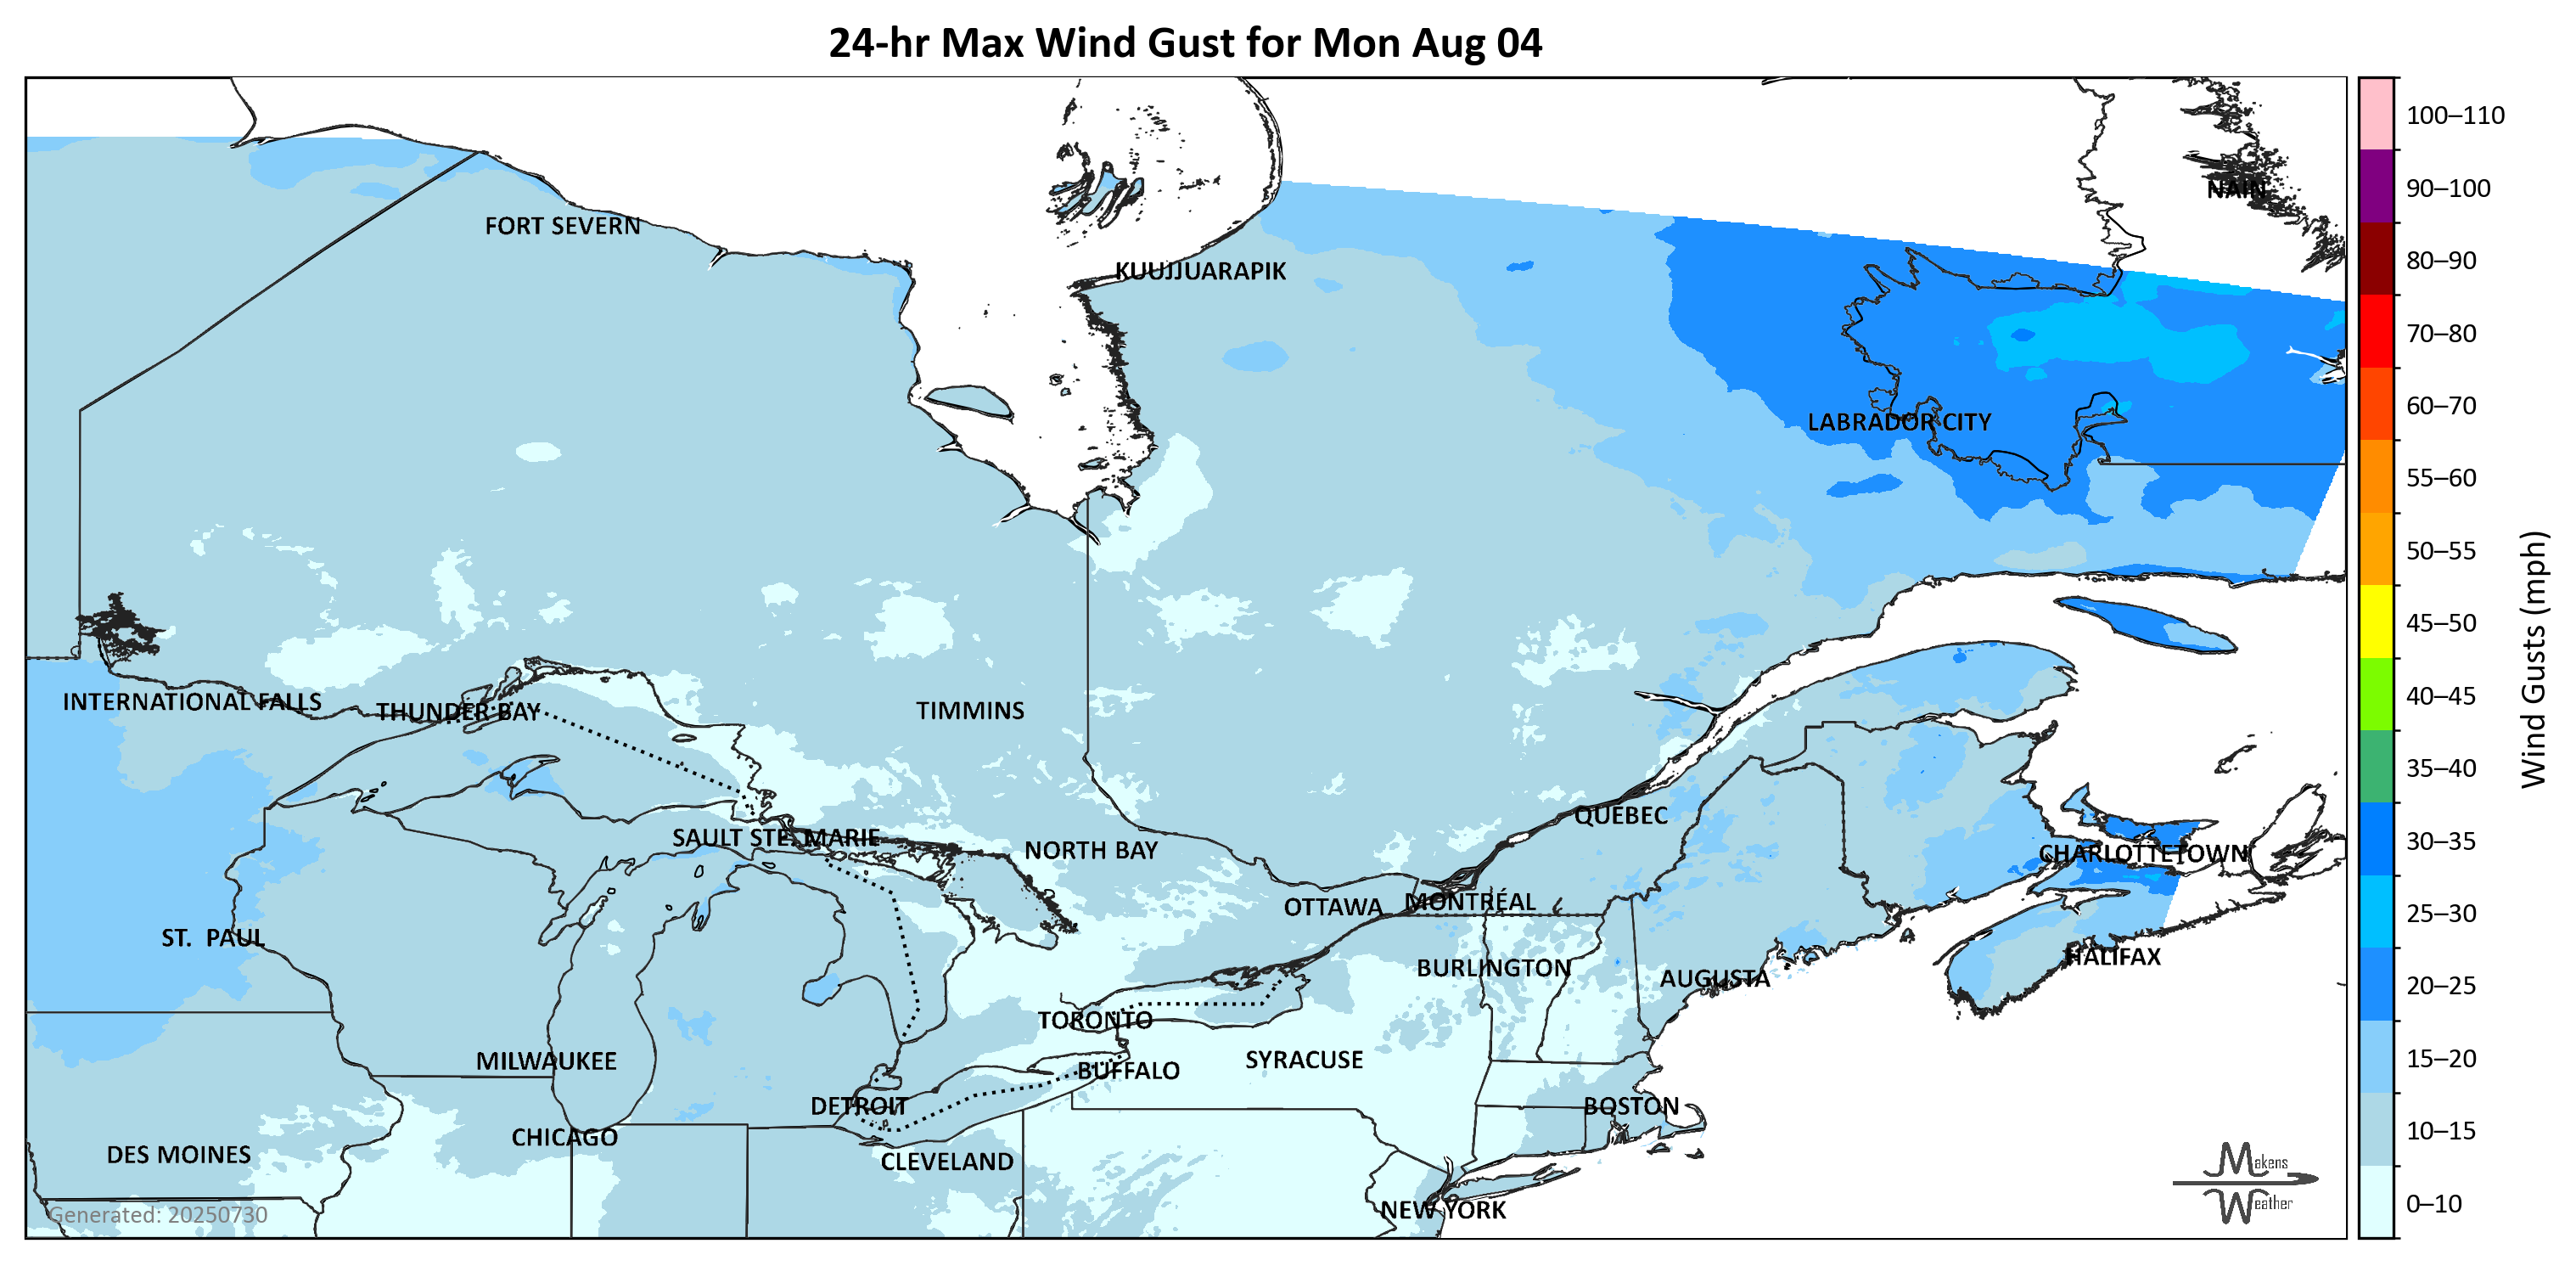 24-hr Max Wind Gust for Mon Aug 04
100–110
90–100
NAIN
FORT SEVERN
80–90
KUUJJUARAPIK
70–80
60–70
LABRADOR CITY
55–60
50–55
45–50
Wind Gusts (mph)
40–45
INTERNATIONAL FALLS
THUNDER BAY
TIMMINS
35–40
QUÉBEC
30–35
SAULT STE. MARIE
NORTH BAY
CHARLOTTETOWN
MONTRÉAL
OTTAWA
25–30
ST. PAUL
HALIFAX
BURLINGTON
AUGUSTA
20–25
TORONTO
SYRACUSE
MILWAUKEE
15–20
BUFFALO
DETROIT
BOSTON
10–15
CHICAGO
DES MOINES
CLEVELAND
Makens
Weather
NEW YORK
0–10
Generated: 20250730